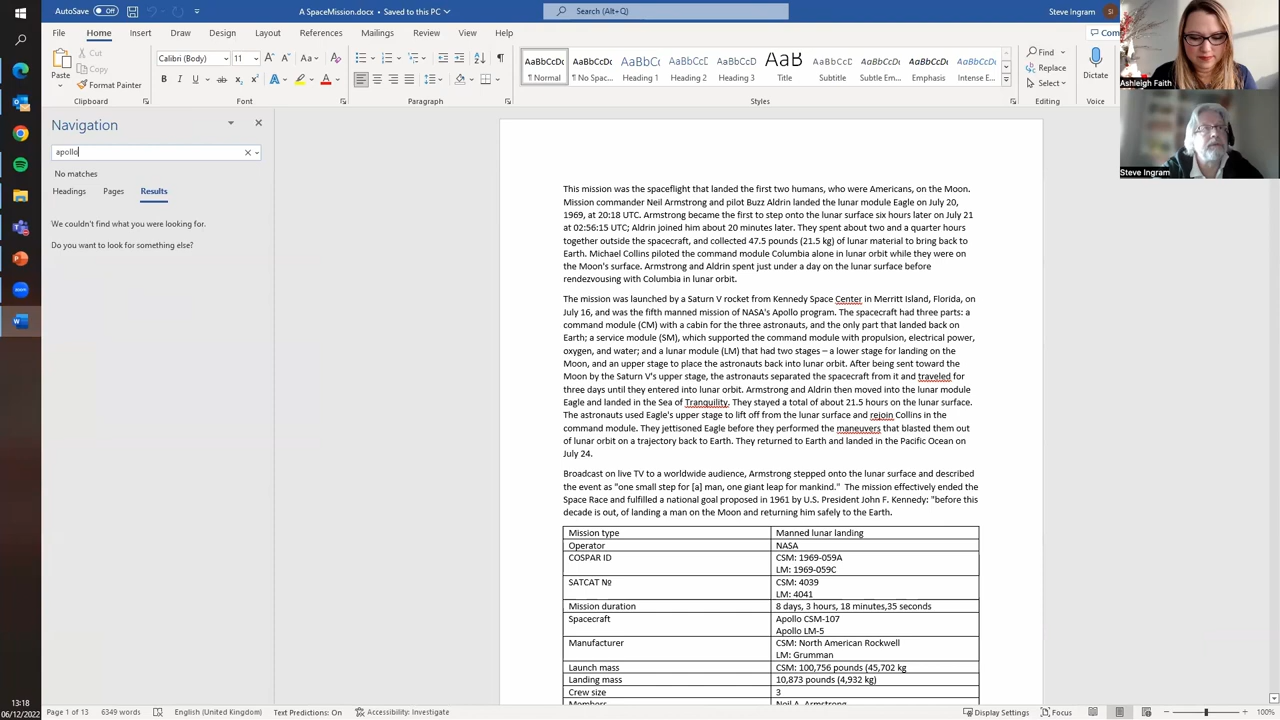 AutoSave
Off
A SpaceMission.docx • Saved to this PC
Search (Alt+Q)
Steve Ingram
SI
File
Home
Insert
Draw
Design
Layout
References
Mailings
Review
View
Help
Com
Paste
Cut
Copy
Format Painter
Calibri (Body)
11
Clipboard
Font
Paragraph
AaBbCcDc
¶ Normal
AaBbCcDc
¶ No Spac...
AaBbC
Heading 1
AaBbCcC
Heading 2
AaBbCcD
Heading 3
AaB
Title
AaBbCcD
Subtitle
AaBbCcDt
Subtle Em...
AaBbCcDt
Emphasis
AaBbCcDt
Intense E...
Styles
Find
Replace
Select
Editing
Dictate
Voice
Ashleigh Faith
Steve Ingram
Navigation
apollo
No matches
Headings
Pages
Results
We couldn't find what you were looking for.
Do you want to look for something else?
This mission was the spaceflight that landed the first two humans, who were Americans, on the Moon.
Mission commander Neil Armstrong and pilot Buzz Aldrin landed the lunar module Eagle on July 20,
1969, at 20:18 UTC. Armstrong became the first to step onto the lunar surface six hours later on July 21
at 02:56:15 UTC; Aldrin joined him about 20 minutes later. They spent about two and a quarter hours
together outside the spacecraft, and collected 47.5 pounds (21.5 kg) of lunar material to bring back to
Earth. Michael Collins piloted the command module Columbia alone in lunar orbit while they were on
the Moon's surface. Armstrong and Aldrin spent just under a day on the lunar surface before
rendezvousing with Columbia in lunar orbit.
The mission was launched by a Saturn V rocket from Kennedy Space Center in Merritt Island, Florida, on
July 16, and was the fifth manned mission of NASA's Apollo program. The spacecraft had three parts: a
command module (CM) with a cabin for the three astronauts, and the only part that landed back on
Earth; a service module (SM), which supported the command module with propulsion, electrical power,
oxygen, and water; and a lunar module (LM) that had two stages – a lower stage for landing on the
Moon, and an upper stage to place the astronauts back into lunar orbit. After being sent toward the
Moon by the Saturn V's upper stage, the astronauts separated the spacecraft from it and traveled for
three days until they entered into lunar orbit. Armstrong and Aldrin then moved into the lunar module
Eagle and landed in the Sea of Tranquility. They stayed a total of about 21.5 hours on the lunar surface.
The astronauts used Eagle's upper stage to lift off from the lunar surface and rejoin Collins in the
command module. They jettisoned Eagle before they performed the maneuvers that blasted them out
of lunar orbit on a trajectory back to Earth. They returned to Earth and landed in the Pacific Ocean on
July 24.
Broadcast on live TV to a worldwide audience, Armstrong stepped onto the lunar surface and described
the event as "one small step for [a] man, one giant leap for mankind." The mission effectively ended the
Space Race and fulfilled a national goal proposed in 1961 by U.S. President John F. Kennedy: "before this
decade is out, of landing a man on the Moon and returning him safely to the Earth.
Mission type Manned lunar landing
Operator NASA
COSPAR ID CSM: 1969-059A
LM: 1969-059C
SATCAT № CSM: 4039
LM: 4041
Mission duration 8 days, 3 hours, 18 minutes,35 seconds
Spacecraft Apollo CSM-107
Apollo LM-5
Manufacturer CSM: North American Rockwell
LM: Grumman
Launch mass CSM: 100,756 pounds (45,702 kg
Landing mass 10,873 pounds (4,932 kg)
Crew size 3
Members Neil A. Armstrong
13:18
06/12/2022
Page 1 of 13
6349 words
English (United Kingdom)
Text Predictions: On
Accessibility: Investigate
Display Settings
Focus
100%